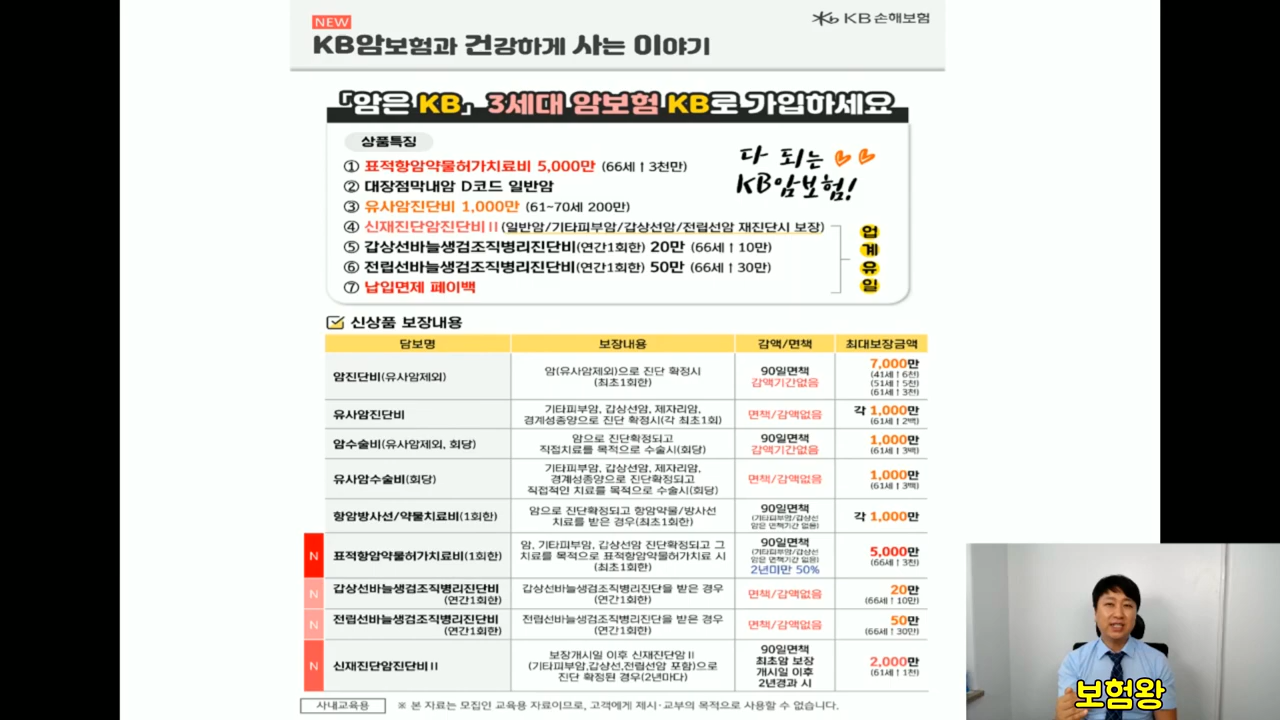 NEW
KB암보험과 건강하게 사는 이야기
KB손해보험
「암은 KB」 3세대 암보험 KB로 가입하세요
상품특징
① 표적항암약물허가치료비 5,000만 (66세↑3천만)
② 대장점막내암 D코드 일반암
③ 유사암진단비 1,000만 (61~70세 200만)
④ 신재진단암진단비Ⅱ(일반암/기타피부암/갑상선암/전립선암 재진단시 보장)
⑤ 갑상선바늘생검조직병리진단비(연간1회한) 20만 (66세↑10만)
⑥ 전립선바늘생검조직병리진단비(연간1회한) 50만 (66세↑30만)
⑦ 납입면제 페이백
다 되는
KB암보험!
업
계
유
일
신상품 보장내용
담보명 보장내용 감액/면책 최대보장금액
암진단비(유사암제외)
암(유사암제외)으로 진단 확정시
(최초1회한)
90일면책
감액기간없음
7,000만
(41세↑6천)
(51세↑5천)
(61세↑3천)
유사암진단비
기타피부암, 갑상선암, 제자리암,
경계성종양으로 진단 확정시(각 최초1회)
면책/감액없음
각 1,000만
(61세↑2백)
암수술비(유사암제외, 회당)
암으로 진단확정되고
직접치료를 목적으로 수술시(회당)
90일면책
감액기간없음
1,000만
(61세↑3백)
유사암수술비(회당)
기타피부암, 갑상선암, 제자리암,
경계성종양으로 진단확정되고
직접적인 치료를 목적으로 수술시(회당)
면책/감액없음
1,000만
(61세↑3백)
항암방사선/약물치료비(1회한)
암으로 진단확정되고 항암약물/방사선
치료를 받은 경우(최초1회한)
90일면책
(기타피부암/갑상선
암은 면책기간 없음)
각 1,000만
N
표적항암약물허가치료비(1회한)
암, 기타피부암, 갑상선암 진단확정되고 그
치료를 목적으로 표적항암약물허가치료 시
(최초1회한)
90일면책
(기타피부암/갑상선
암은 면책기간 없음)
2년미만 50%
5,000만
(66세↑3천)
N
갑상선바늘생검조직병리진단비
(연간1회한)
갑상선바늘생검조직병리진단을 받은 경우
(연간1회한)
면책/감액없음
20만
(66세↑10만)
N
전립선바늘생검조직병리진단비
(연간1회한)
전립선바늘생검조직병리진단을 받은 경우
(연간1회한)
면책/감액없음
50만
(66세↑30만)
N
신재진단암진단비Ⅱ
보장개시일 이후 신재진단암Ⅱ
(기타피부암,갑상선,전립선암 포함)으로
진단 확정된 경우(2년마다)
90일면책
최초암 보장
개시일 이후
2년경과 시
2,000만
(61세↑1천)
사내교육용
※ 본 자료는 모집인 교육용 자료이므로, 고객에게 제시·교부의 목적으로 사용할 수 없습니다.
보험왕